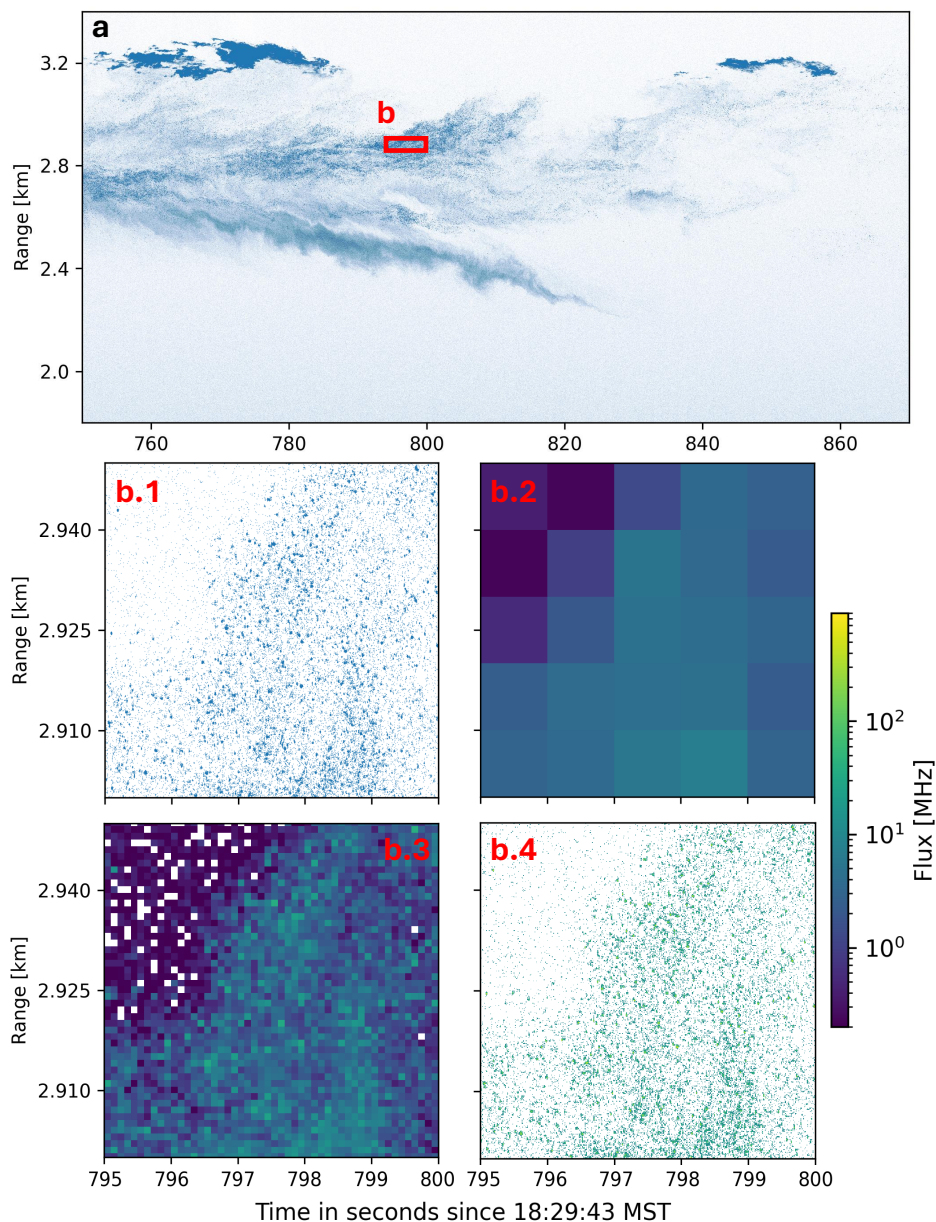 a
3.2
b
2.8
2.4
2.0
Range [km]
760 780 800 820 840 860
b.1
b.2
2.940
2.925
2.910
Range [km]
b.3
b.4
2.940
2.925
2.910
Range [km]
10²
10¹
10⁰
Flux [MHz]
795 796 797 798 799 800
795 796 797 798 799 800
Time in seconds since 18:29:43 MST